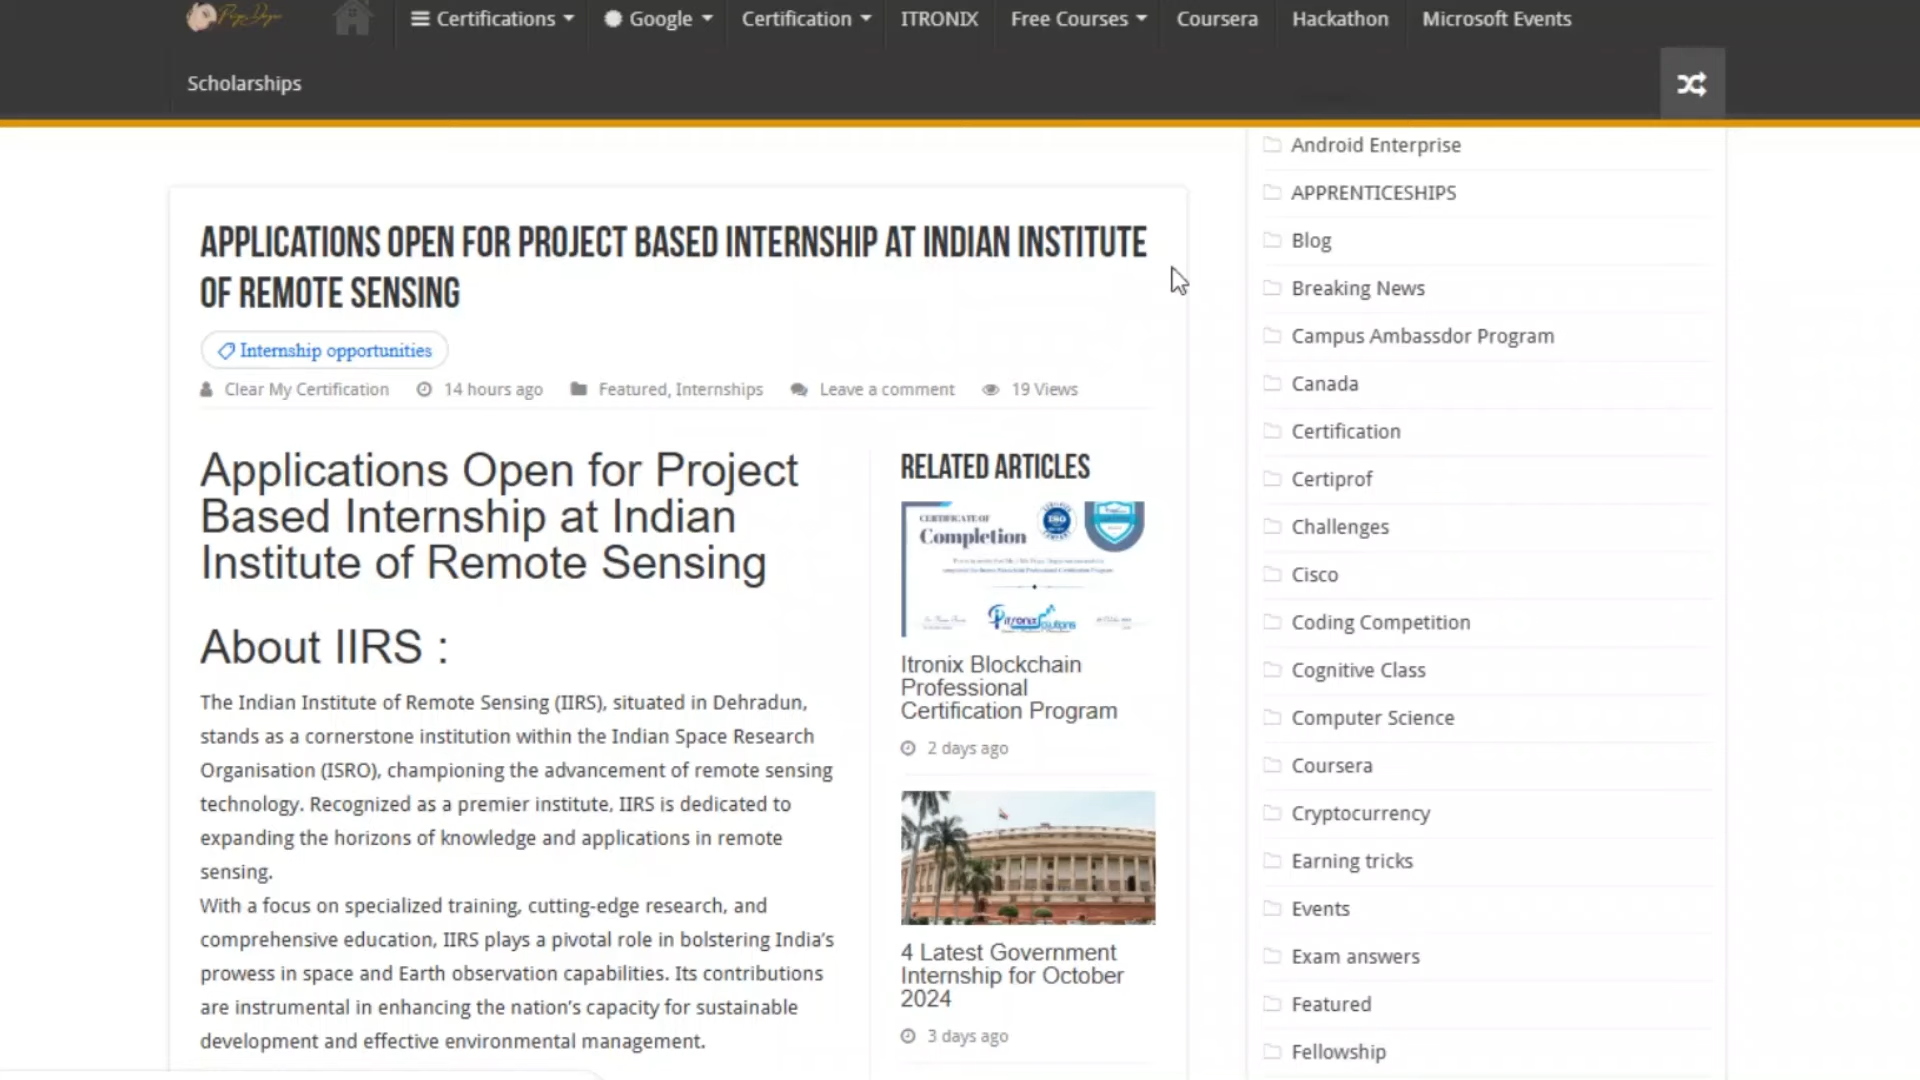 Certifications
Google
Certification
ITRONIX
Free Courses
Coursera
Hackathon
Microsoft Events
Scholarships
APPLICATIONS OPEN FOR PROJECT BASED INTERNSHIP AT INDIAN INSTITUTE
OF REMOTE SENSING
Internship opportunities
Clear My Certification 14 hours ago Featured, Internships Leave a comment 19 Views
Applications Open for Project
Based Internship at Indian
Institute of Remote Sensing
About IIRS :
The Indian Institute of Remote Sensing (IIRS), situated in Dehradun,
stands as a cornerstone institution within the Indian Space Research
Organisation (ISRO), championing the advancement of remote sensing
technology. Recognized as a premier institute, IIRS is dedicated to
expanding the horizons of knowledge and applications in remote
sensing.
With a focus on specialized training, cutting-edge research, and
comprehensive education, IIRS plays a pivotal role in bolstering India's
prowess in space and Earth observation capabilities. Its contributions
are instrumental in enhancing the nation's capacity for sustainable
development and effective environmental management.
RELATED ARTICLES
CERTIFICATE OF
Completion
ISO
itronix solutions
Itronix Blockchain
Professional
Certification Program
2 days ago
4 Latest Government
Internship for October
2024
3 days ago
Android Enterprise
APPRENTICESHIPS
Blog
Breaking News
Campus Ambassdor Program
Canada
Certification
Certiprof
Challenges
Cisco
Coding Competition
Cognitive Class
Computer Science
Coursera
Cryptocurrency
Earning tricks
Events
Exam answers
Featured
Fellowship